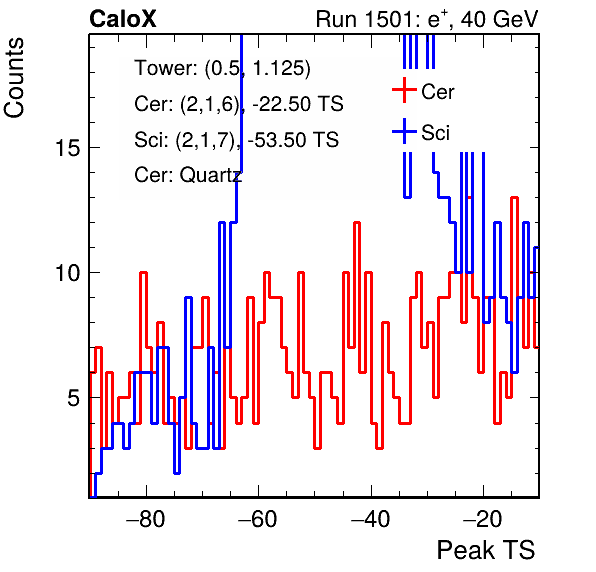 CaloX Run 1501: e⁺, 40 GeV
Counts
Tower: (0.5, 1.125)
Cer: (2,1,6), -22.50 TS
Sci: (2,1,7), -53.50 TS
Cer: Quartz
Cer
Sci
15
10
5
−80 −60 −40 −20
Peak TS